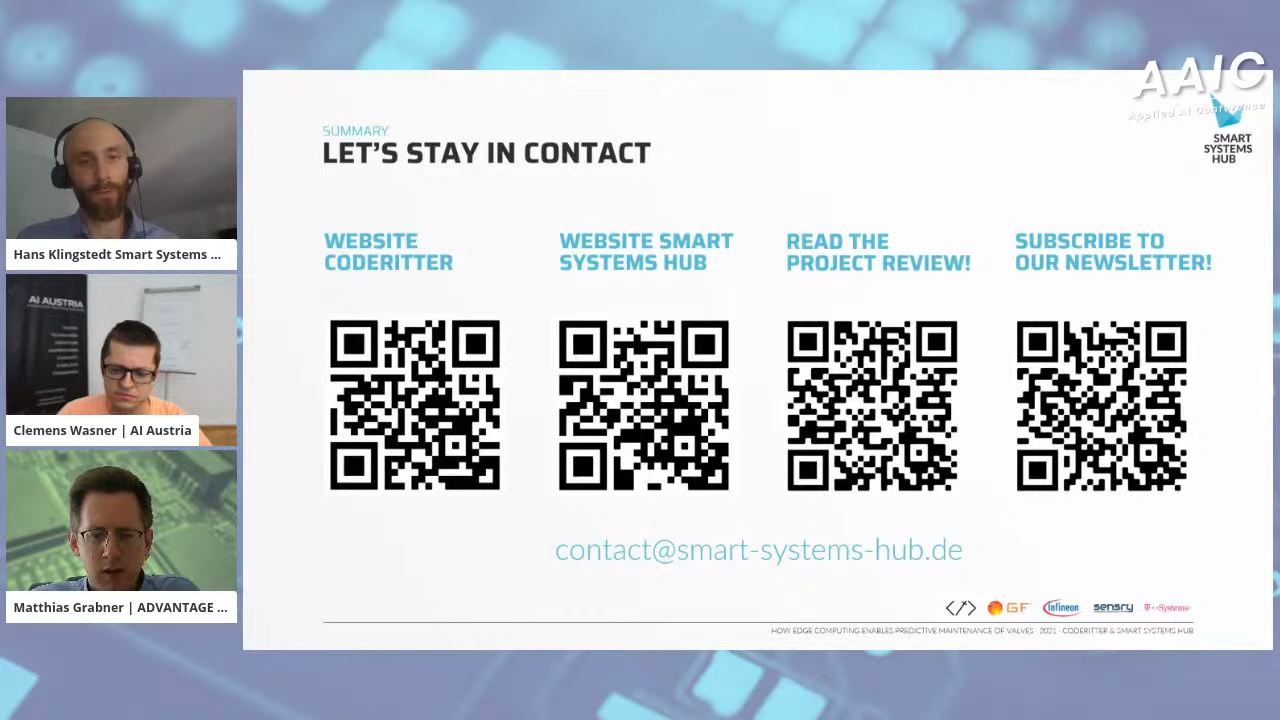 AAIC
Applied AI Conference
SMART
SYSTEMS
HUB
SUMMARY
LET'S STAY IN CONTACT
WEBSITE
CODERITTER
WEBSITE SMART
SYSTEMS HUB
READ THE
PROJECT REVIEW!
SUBSCRIBE TO
OUR NEWSLETTER!
contact@smart-systems-hub.de
</> GF Infineon sensry T··Systems·
HOW EDGE COMPUTING ENABLES PREDICTIVE MAINTENANCE OF VALVES · 2021 · CODERITTER & SMART SYSTEMS HUB
Hans Klingstedt Smart Systems ...
AI AUSTRIA
Clemens Wasner | AI Austria
Matthias Grabner | ADVANTAGE ...